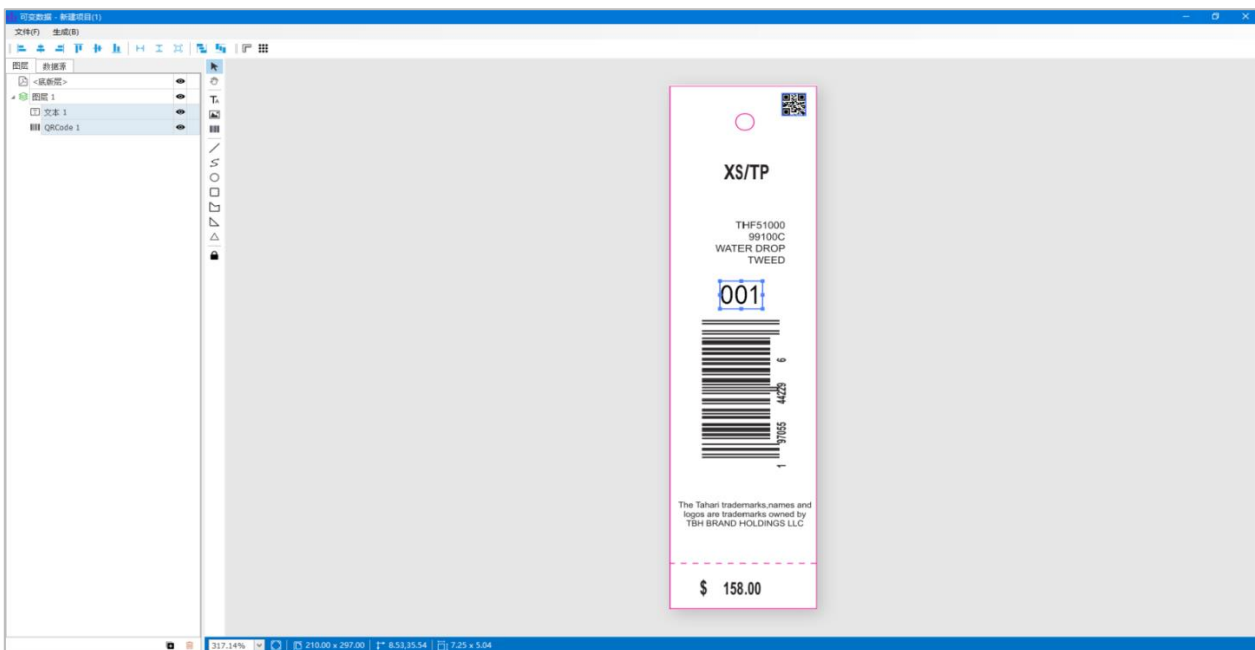 可变数据 - 新建项目(1)
文件(F) 生成(B)
图层 数据源
<底版层>
图层 1
文本 1
QRCode 1
XS/TP
THF51000
99100C
WATER DROP
TWEED
001
1 97055 44229 6
The Tahari trademarks,names and
logos are trademarks owned by
TBH BRAND HOLDINGS LLC
$ 158.00
317.14% 210.00 x 297.00 8.53,35.54 7.25 x 5.04